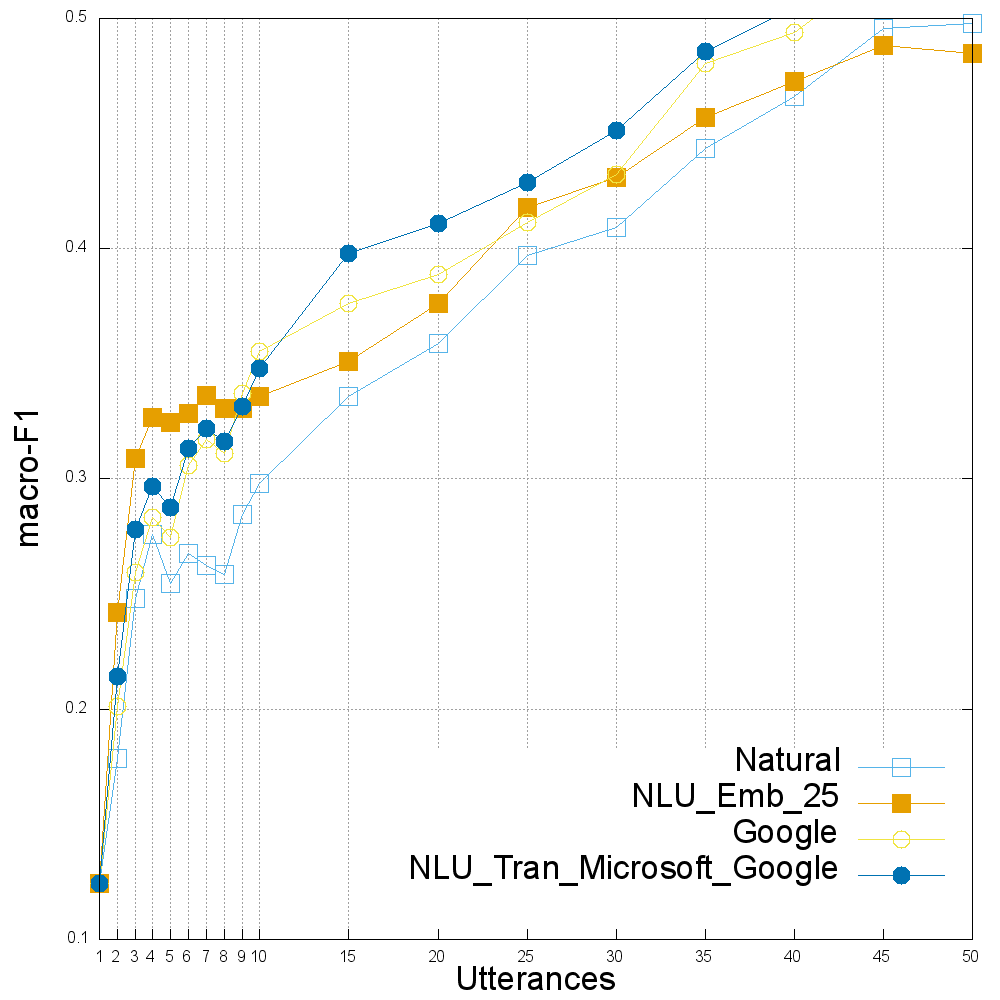 0.5
0.4
0.3
0.2
0.1
macro-F1
Natural
NLU_Emb_25
Google
NLU_Tran_Microsoft_Google
1 2 3 4 5 6 7 8 9 10 15 20 25 30 35 40 45 50
Utterances